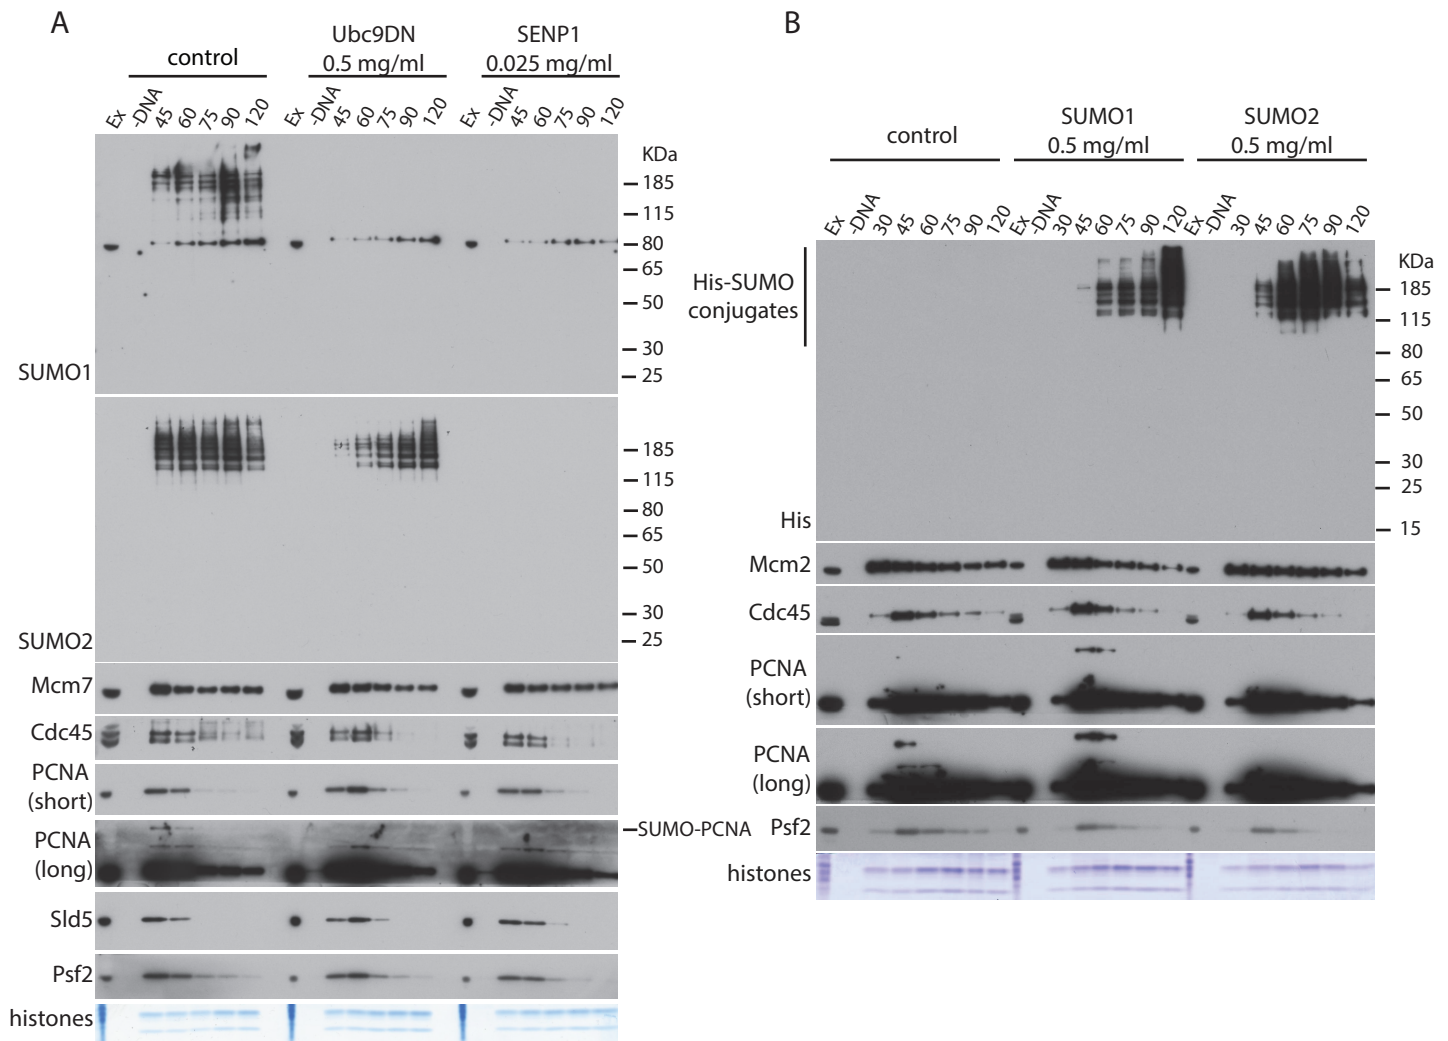 A
control
Ubc9DN
0.5 mg/ml
SENP1
0.025 mg/ml
Ex -DNA 45 60 75 90 120 Ex -DNA 45 60 75 90 120 Ex -DNA 45 60 75 90 120
KDa
185
115
80
65
50
30
25
SUMO1
185
115
80
65
50
30
25
SUMO2
Mcm7
Cdc45
PCNA
(short)
PCNA
(long)
SUMO-PCNA
Sld5
Psf2
histones
B
control
SUMO1
0.5 mg/ml
SUMO2
0.5 mg/ml
Ex -DNA 30 45 60 75 90 120 Ex -DNA 30 45 60 75 90 120 Ex -DNA 30 45 60 75 90 120
His-SUMO
conjugates
KDa
185
115
80
65
50
30
25
15
His
Mcm2
Cdc45
PCNA
(short)
PCNA
(long)
Psf2
histones